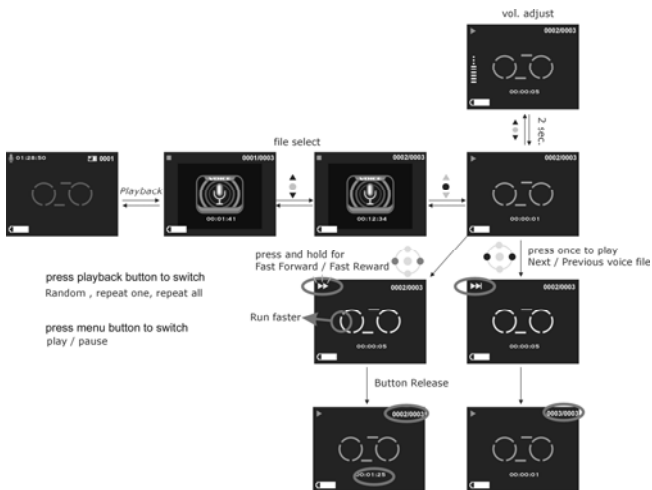 vol. adjust
0002/0003
00:00:05
2 sec.
file select
01:28:50 0001
Playback
0001/0003
VOICE
00:01:41
0002/0003
VOICE
00:12:34
0002/0003
00:00:01
press and hold for
Fast Forward / Fast Reward
press once to play
Next / Previous voice file
press playback button to switch
Random , repeat one, repeat all
press menu button to switch
play / pause
0002/0003
Run faster
00:00:05
0002/0003
00:00:05
Button Release
0002/0003
00:01:25
0003/0003
00:00:01